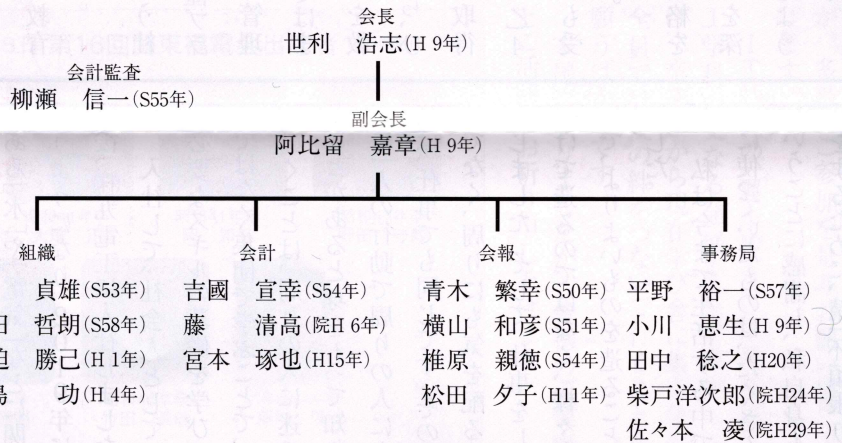 会長
世利　浩志(H 9年)
会計監査
柳瀬　信一(S55年)
副会長
阿比留　嘉章(H 9年)
組織
貞雄(S53年)
哲朗(S58年)
勝己(H 1年)
功(H 4年)
会計
吉國　宣幸(S54年)
藤　清高(院H 6年)
宮本　琢也(H15年)
会報
青木　繁幸(S50年)
横山　和彦(S51年)
椎原　親徳(S54年)
松田　夕子(H11年)
事務局
平野　裕一(S57年)
小川　恵生(H 9年)
田中　稔之(H20年)
柴戸洋次郎(院H24年)
佐々本　凌(院H29年)